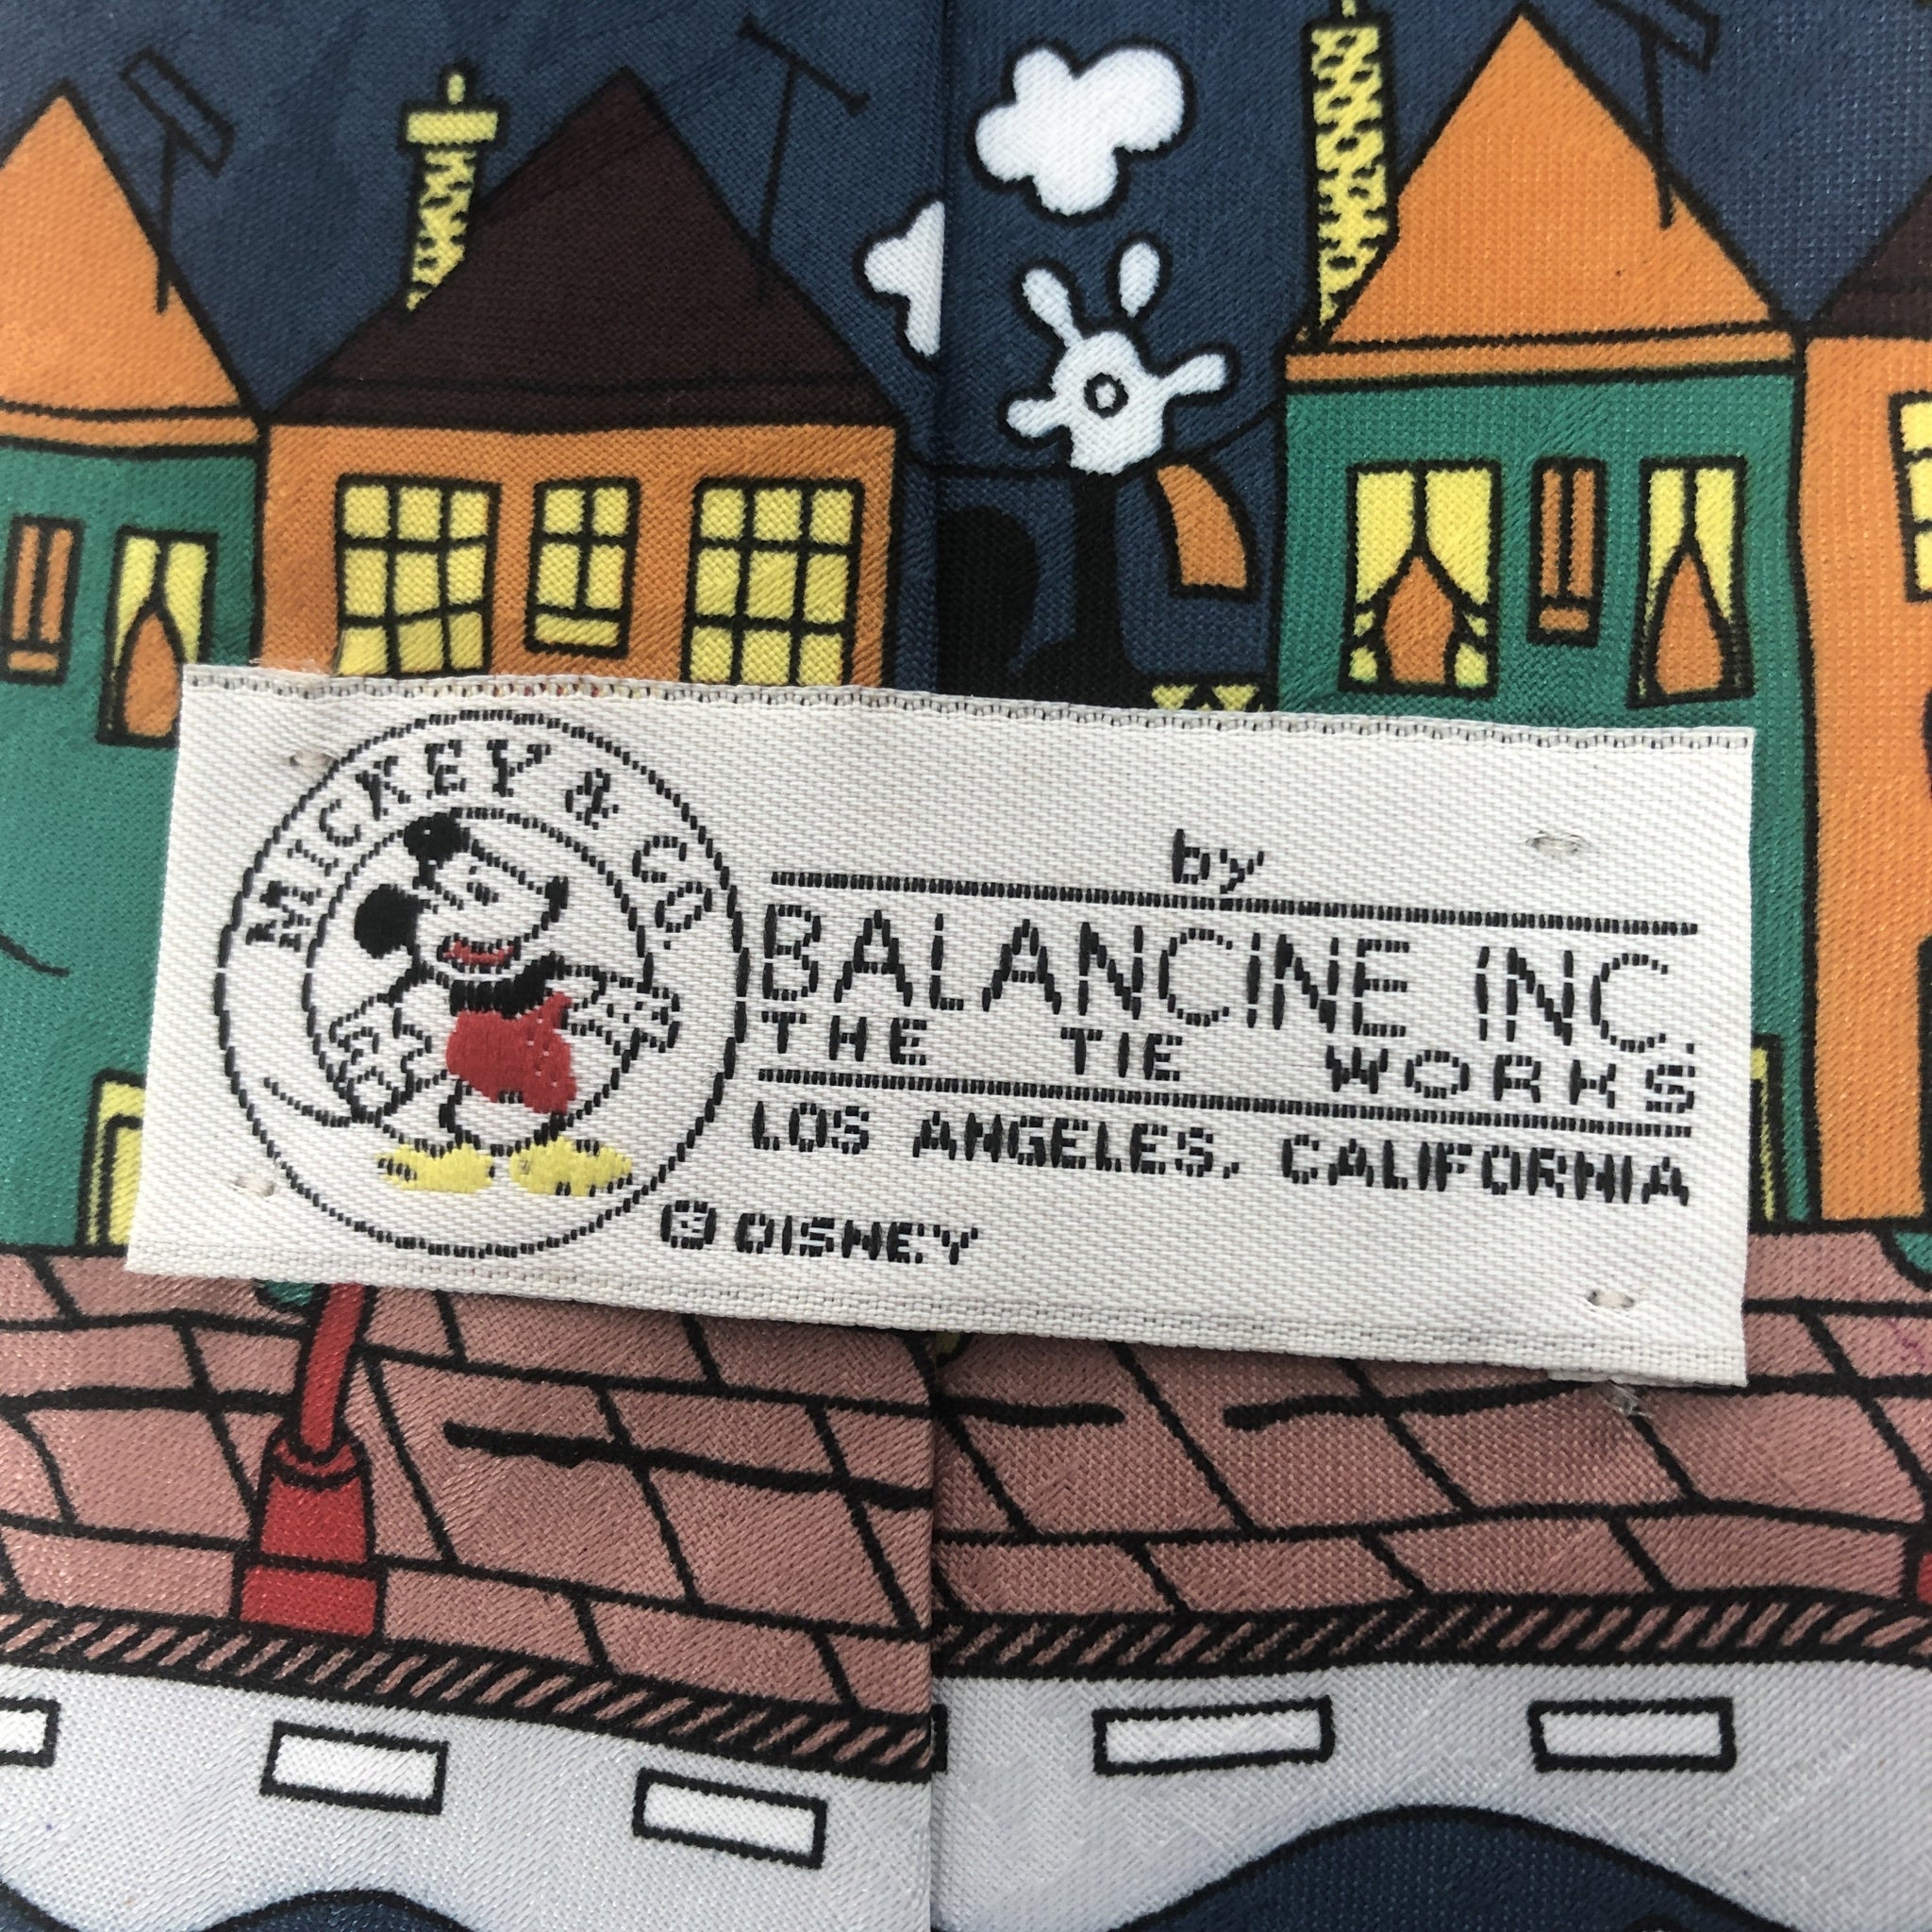 MICKEY & CO.
by
BALANCINE INC.
THE TIE WORKS
LOS ANGELES, CALIFORNIA
© DISNEY